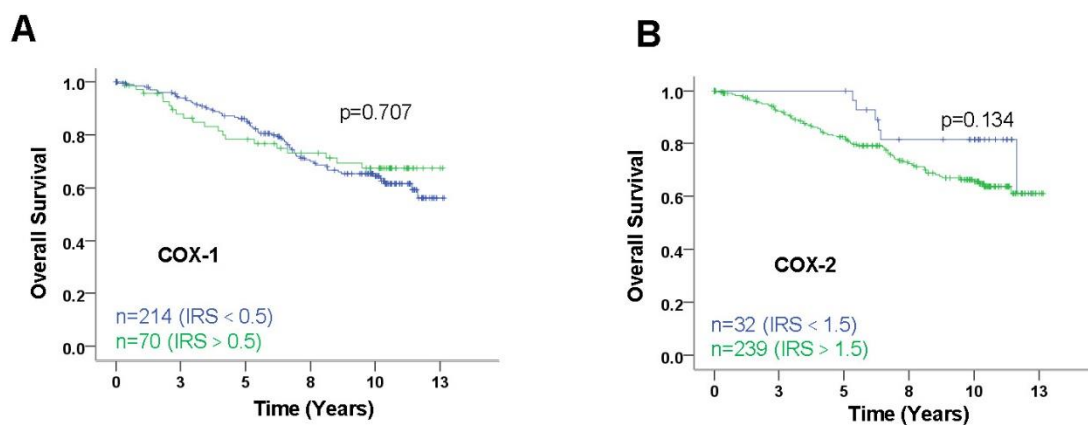 A
Overall Survival
1.0
0.8
0.6
0.4
0.2
0.0
p=0.707
COX-1
n=214 (IRS < 0.5)
n=70 (IRS > 0.5)
0 3 5 8 10 13
Time (Years)
B
Overall Survival
1.0
0.8
0.6
0.4
0.2
0.0
p=0.134
COX-2
n=32 (IRS < 1.5)
n=239 (IRS > 1.5)
0 3 5 8 10 13
Time (Years)